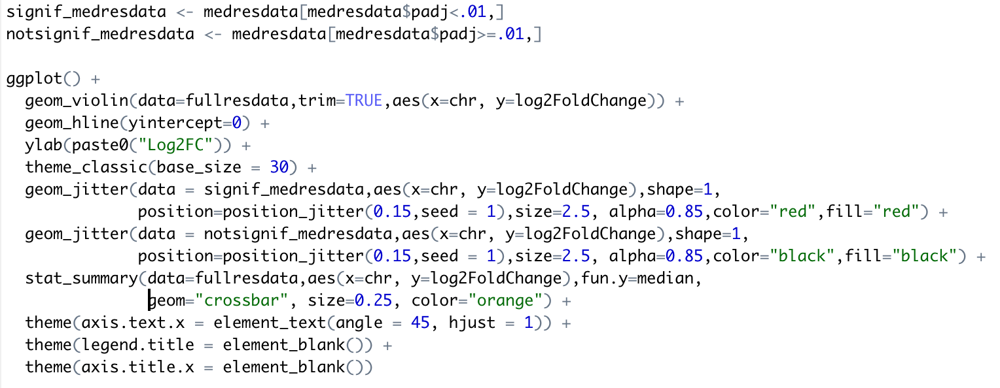 signif_medresdata <- medresdata[medresdata$padj<.01,]
notsignif_medresdata <- medresdata[medresdata$padj>=.01,]

ggplot() +
  geom_violin(data=fullresdata,trim=TRUE,aes(x=chr, y=log2FoldChange)) +
  geom_hline(yintercept=0) +
  ylab(paste0("Log2FC")) +
  theme_classic(base_size = 30) +
  geom_jitter(data = signif_medresdata,aes(x=chr, y=log2FoldChange),shape=1,
              position=position_jitter(0.15,seed = 1),size=2.5, alpha=0.85,color="red",fill="red") +
  geom_jitter(data = notsignif_medresdata,aes(x=chr, y=log2FoldChange),shape=1,
              position=position_jitter(0.15,seed = 1),size=2.5, alpha=0.85,color="black",fill="black") +
  stat_summary(data=fullresdata,aes(x=chr, y=log2FoldChange),fun.y=median,
               geom="crossbar", size=0.25, color="orange") +
  theme(axis.text.x = element_text(angle = 45, hjust = 1)) +
  theme(legend.title = element_blank()) +
  theme(axis.title.x = element_blank())